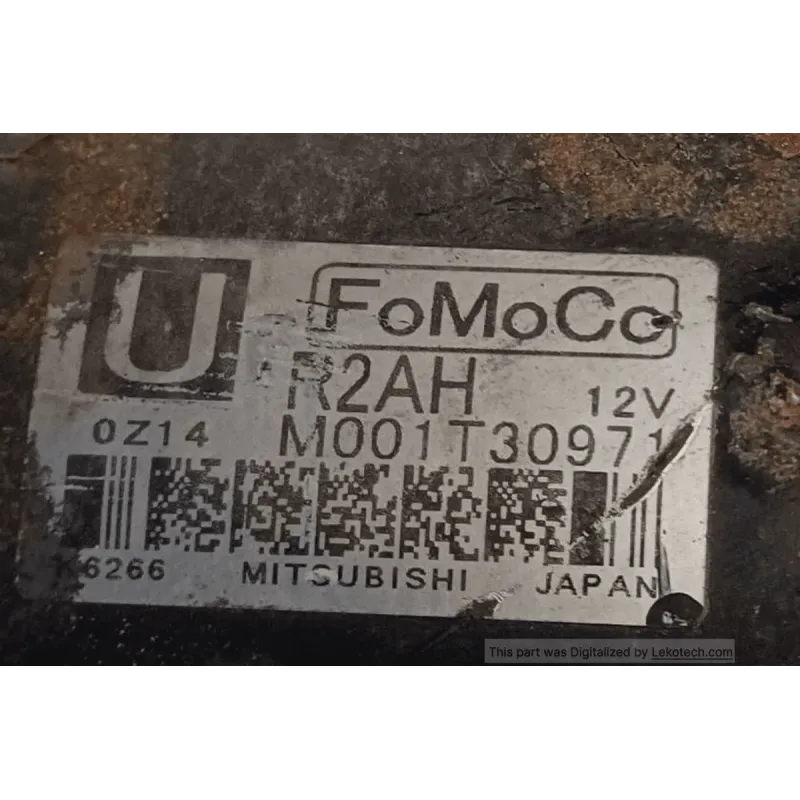 U
FoMoCo
R2AH
12V
0Z14
M001T30971
K6266
MITSUBISHI
JAPAN
This part was Digitalized by Lekotech.com